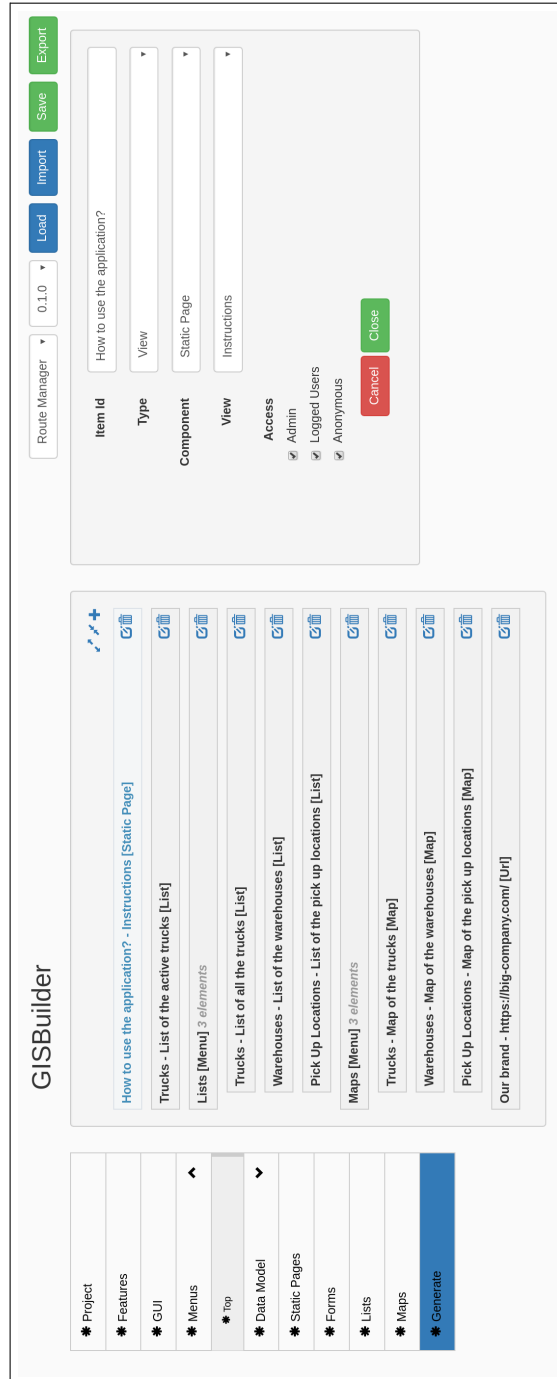 GISBuilder
Route Manager 0.1.0 Load Import Save Export
Project
Features
GUI
Menus
Top
Data Model
Static Pages
Forms
Lists
Maps
Generate
How to use the application? - Instructions [Static Page]
Trucks - List of the active trucks [List]
Lists [Menu] 3 elements
Trucks - List of all the trucks [List]
Warehouses - List of the warehouses [List]
Pick Up Locations - List of the pick up locations [List]
Maps [Menu] 3 elements
Trucks - Map of the trucks [Map]
Warehouses - Map of the warehouses [Map]
Pick Up Locations - Map of the pick up locations [Map]
Our brand - https://big-company.com/ [Url]
Item Id How to use the application?
Type View
Component Static Page
View Instructions
Access
Admin
Logged Users
Anonymous
Cancel Close